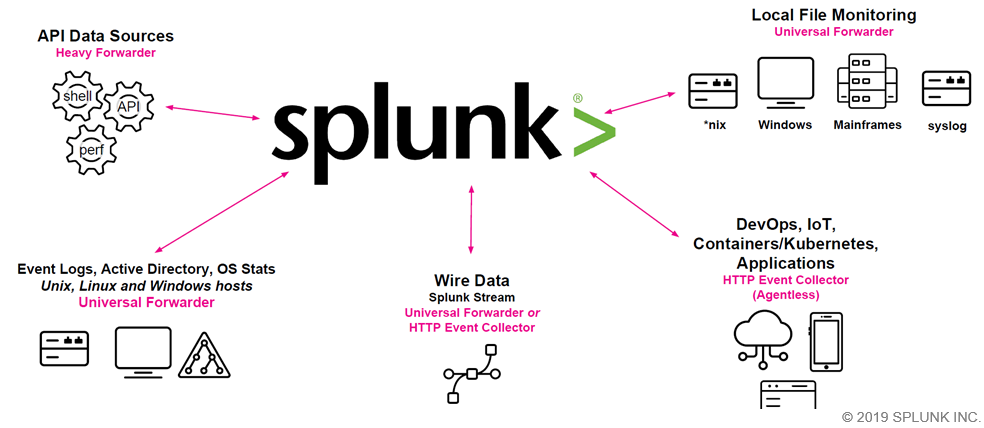 API Data Sources
Heavy Forwarder
shell
API
perf
splunk>®
Local File Monitoring
Universal Forwarder
*nix
Windows
Mainframes
syslog
Event Logs, Active Directory, OS Stats
Unix, Linux and Windows hosts
Universal Forwarder
Wire Data
Splunk Stream
Universal Forwarder or
HTTP Event Collector
DevOps, IoT,
Containers/Kubernetes,
Applications
HTTP Event Collector
(Agentless)
© 2019 SPLUNK INC.